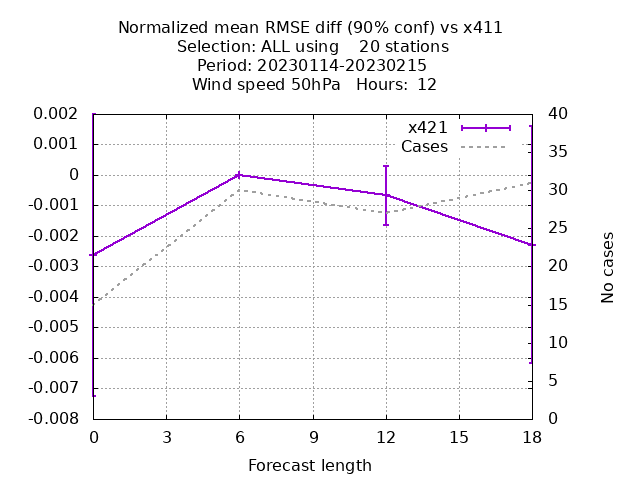 Normalized mean RMSE diff (90% conf) vs x411
Selection: ALL using    20 stations
Period: 20230114-20230215
Wind speed 50hPa   Hours:  12
x421
Cases
0.002
0.001
0
-0.001
-0.002
-0.003
-0.004
-0.005
-0.006
-0.007
-0.008
40
35
30
25
20
15
10
5
0
No cases
0 3 6 9 12 15 18
Forecast length